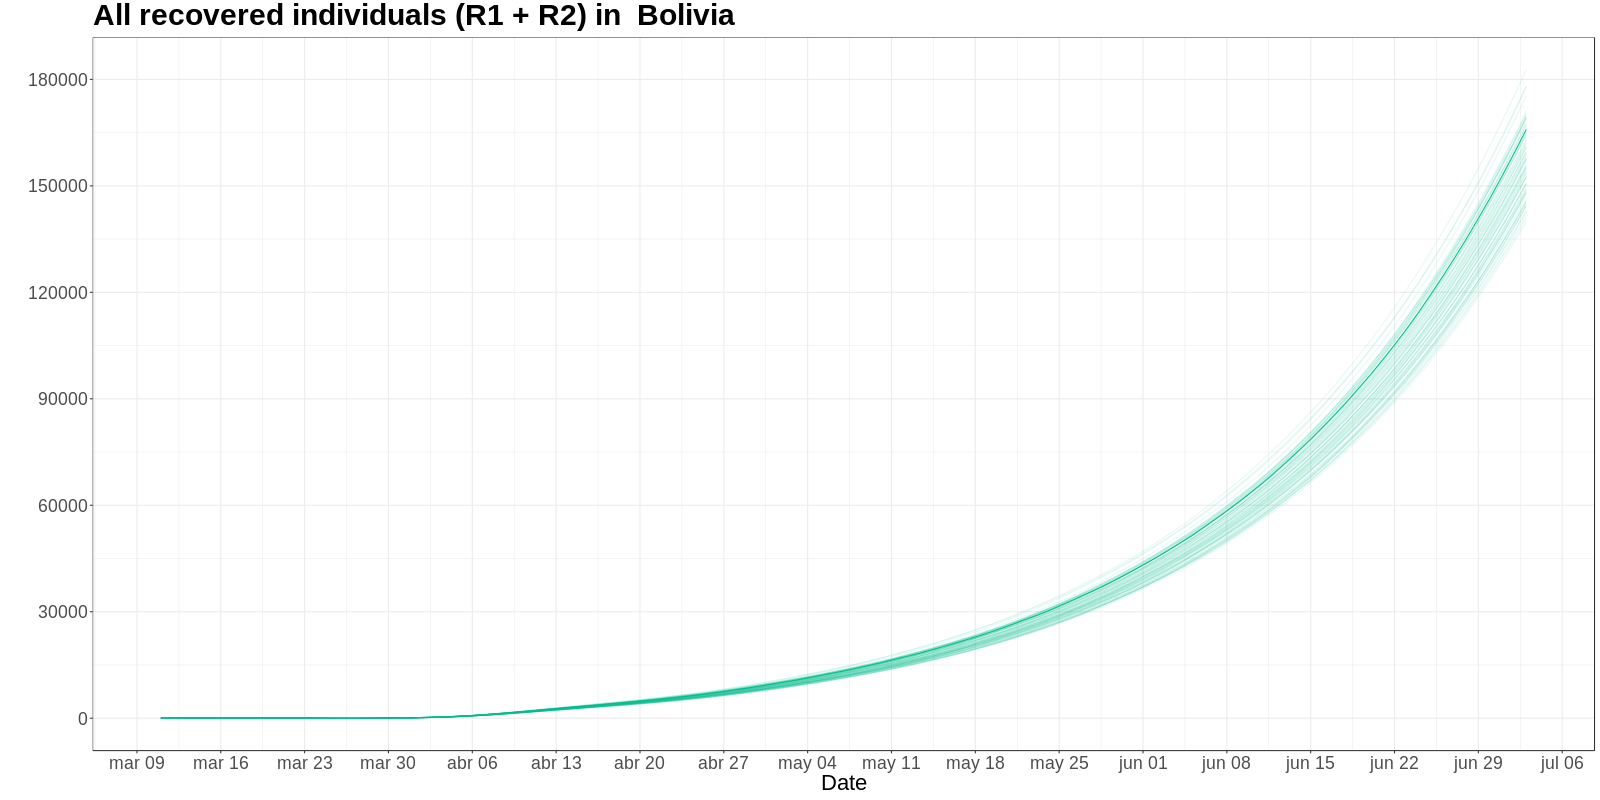 All recovered individuals (R1 + R2) in  Bolivia
180000
150000
120000
90000
60000
30000
0
mar 09 mar 16 mar 23 mar 30 abr 06 abr 13 abr 20 abr 27 may 04 may 11 may 18 may 25 jun 01 jun 08 jun 15 jun 22 jun 29 jul 06
Date